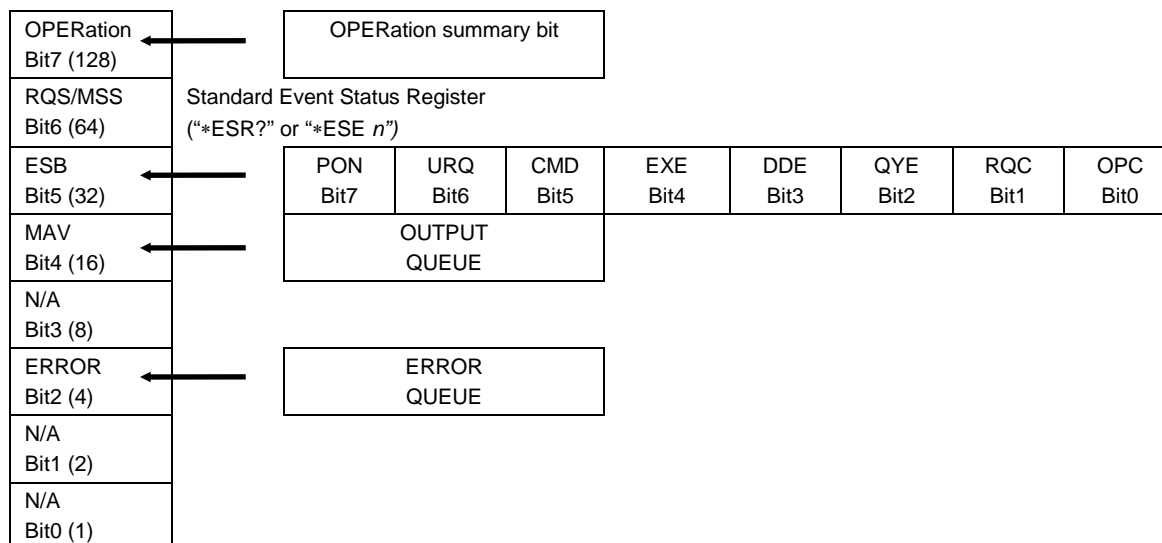 OPERation
Bit7 (128)
OPERation summary bit
RQS/MSS
Bit6 (64)
Standard Event Status Register
(“∗ESR?” or “∗ESE n”)
ESB
Bit5 (32)
PON URQ CMD EXE DDE QYE RQC OPC
Bit7 Bit6 Bit5 Bit4 Bit3 Bit2 Bit1 Bit0
MAV
Bit4 (16)
OUTPUT
QUEUE
N/A
Bit3 (8)
ERROR
Bit2 (4)
ERROR
QUEUE
N/A
Bit1 (2)
N/A
Bit0 (1)